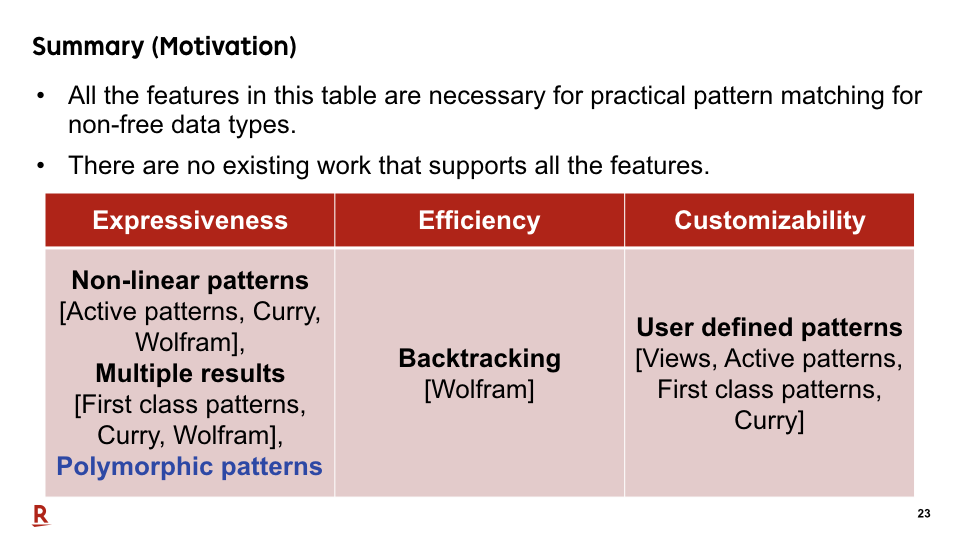 Summary (Motivation)
• All the features in this table are necessary for practical pattern matching for
non-free data types.
• There are no existing work that supports all the features.
Expressiveness
Efficiency
Customizability
Non-linear patterns
[Active patterns, Curry,
Wolfram],
Multiple results
[First class patterns,
Curry, Wolfram],
Polymorphic patterns
Backtracking
[Wolfram]
User defined patterns
[Views, Active patterns,
First class patterns,
Curry]
R
23